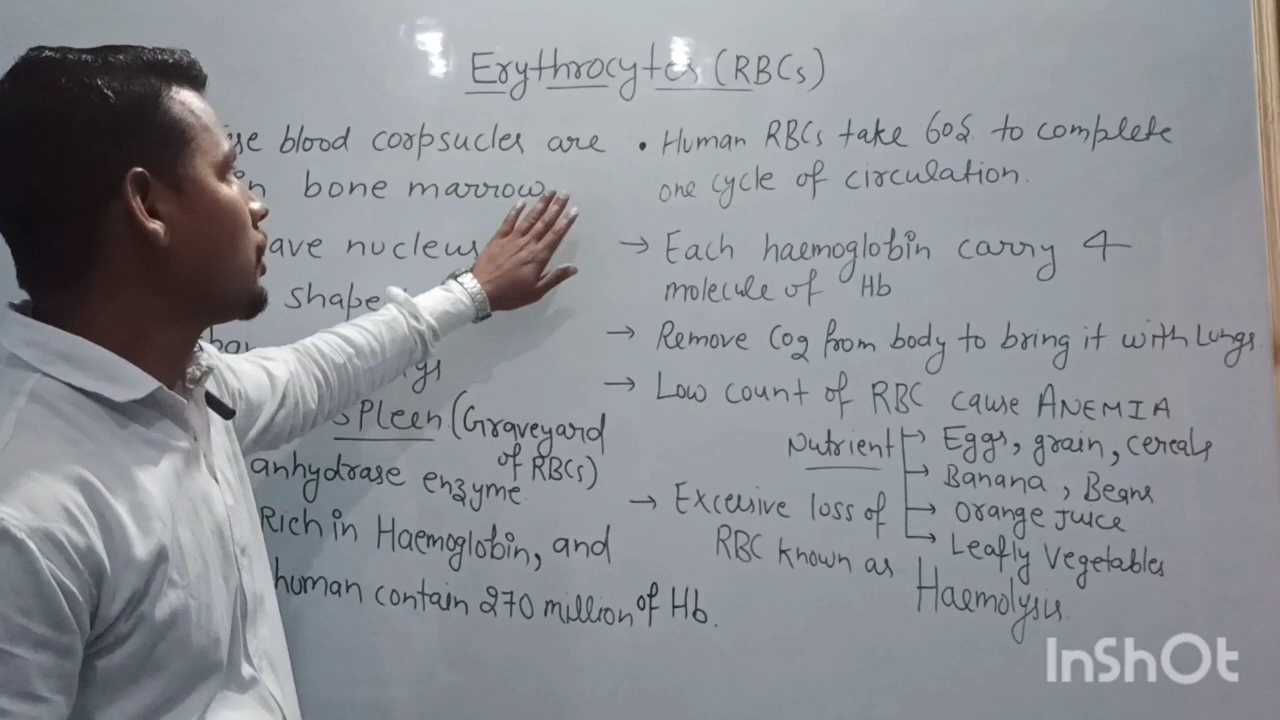 Erythrocytes (RBCs)
blood corpsucles are
in bone marrow
ave nucleus
shape
Spleen (Graveyard
of RBCs)
anhydrase enzyme
Rich in Haemoglobin, and
human contain 270 million of Hb.
• Human RBCs take 60s to complete
one cycle of circulation.
→ Each haemoglobin carry 4
molecule of Hb
→ Remove Co2 from body to bring it with Lungs.
→ Low count of RBC cause ANEMIA
Nutrient → Eggs, grain, cereals
→ Banana, Beans
→ Orange Juice
→ Leafly Vegetables
→ Excessive loss of
RBC known as
Haemolysis.
InShOt